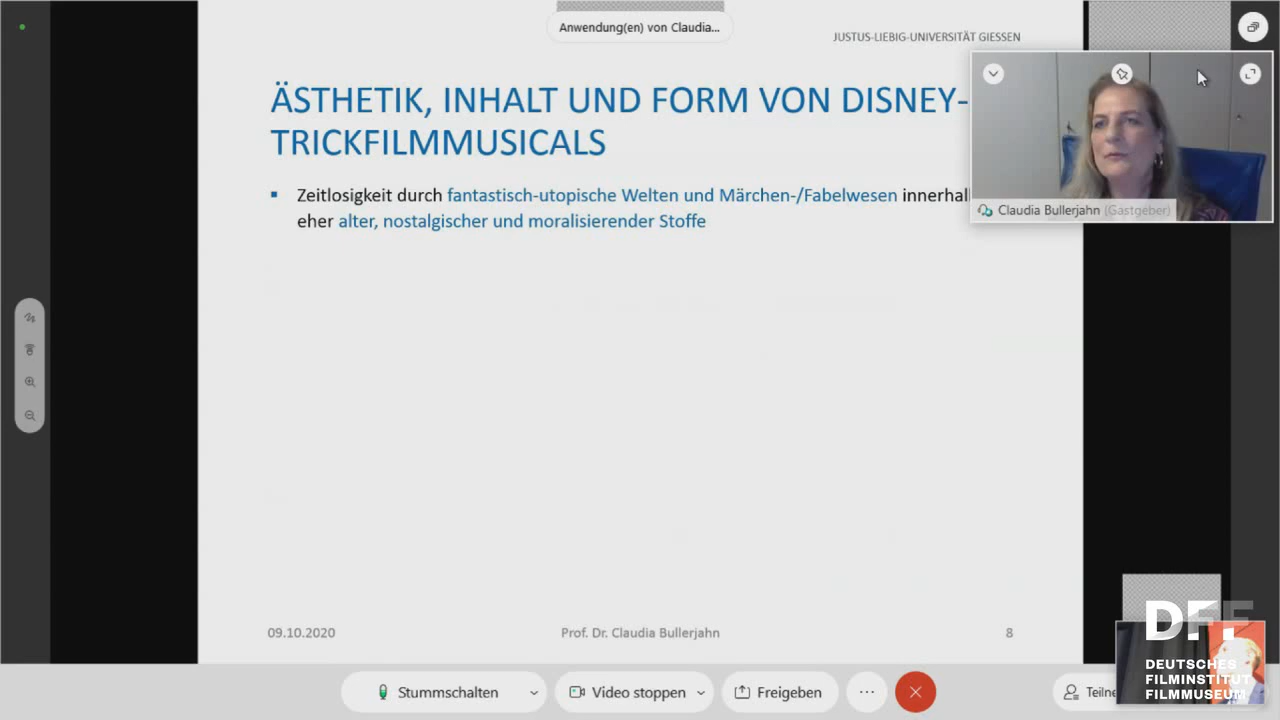 Anwendung(en) von Claudia...
JUSTUS-LIEBIG-UNIVERSITÄT GIESSEN
ÄSTHETIK, INHALT UND FORM VON DISNEY-
TRICKFILMMUSICALS
Zeitlosigkeit durch fantastisch-utopische Welten und Märchen-/Fabelwesen
eher alter, nostalgischer und moralisierender Stoffe
Claudia Bullerjahn (Gastgeber)
09.10.2020
Prof. Dr. Claudia Bullerjahn
8
DFF
DEUTSCHES
FILMINSTITUT
FILMMUSEUM
Stummschalten
Video stoppen
Freigeben